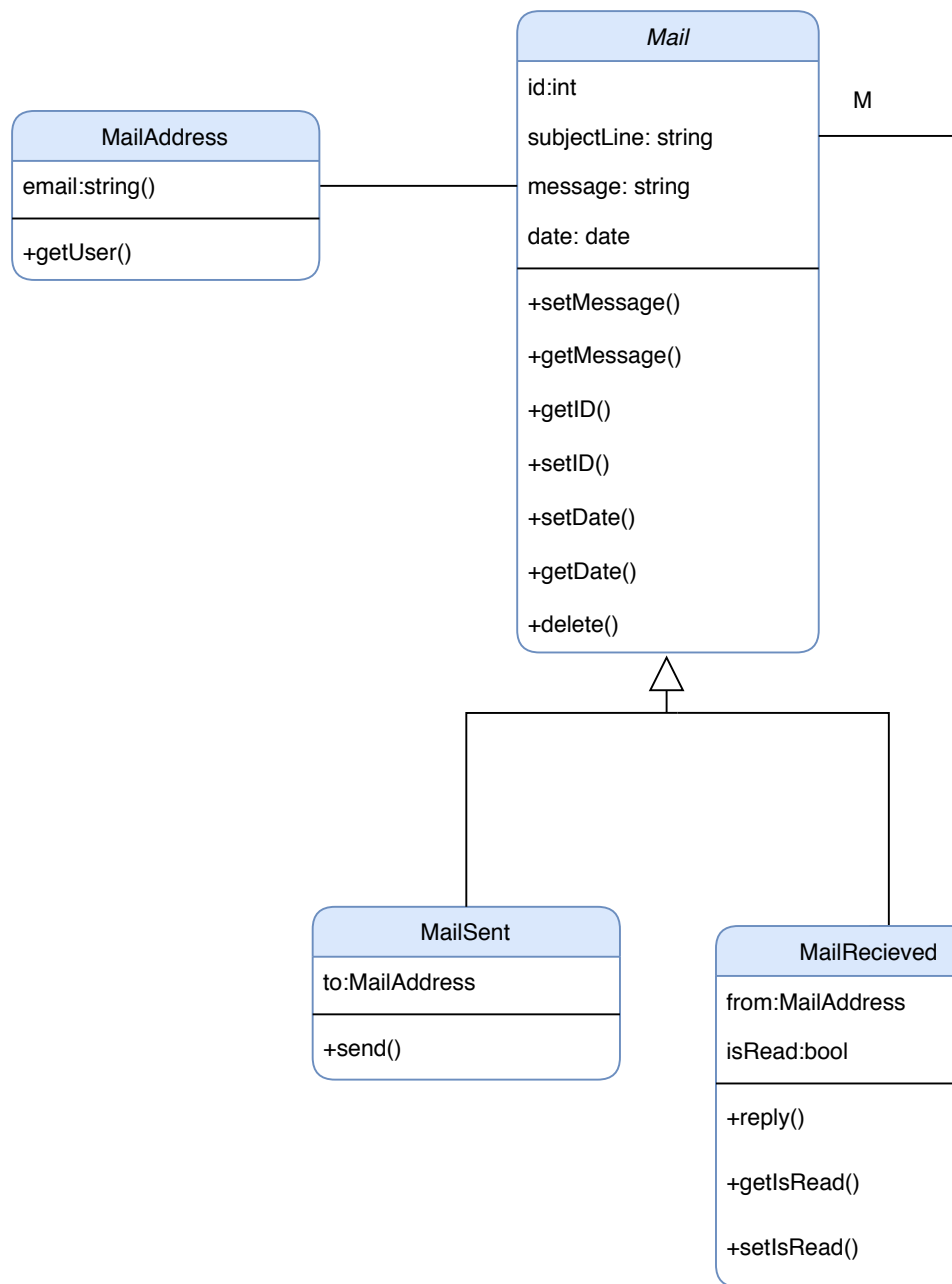 Mail
id:int
subjectLine: string
message: string
date: date
+setMessage()
+getMessage()
+getID()
+setID()
+setDate()
+getDate()
+delete()
M
MailAddress
email:string()
+getUser()
MailSent
to:MailAddress
+send()
MailRecieved
from:MailAddress
isRead:bool
+reply()
+getIsRead()
+setIsRead()